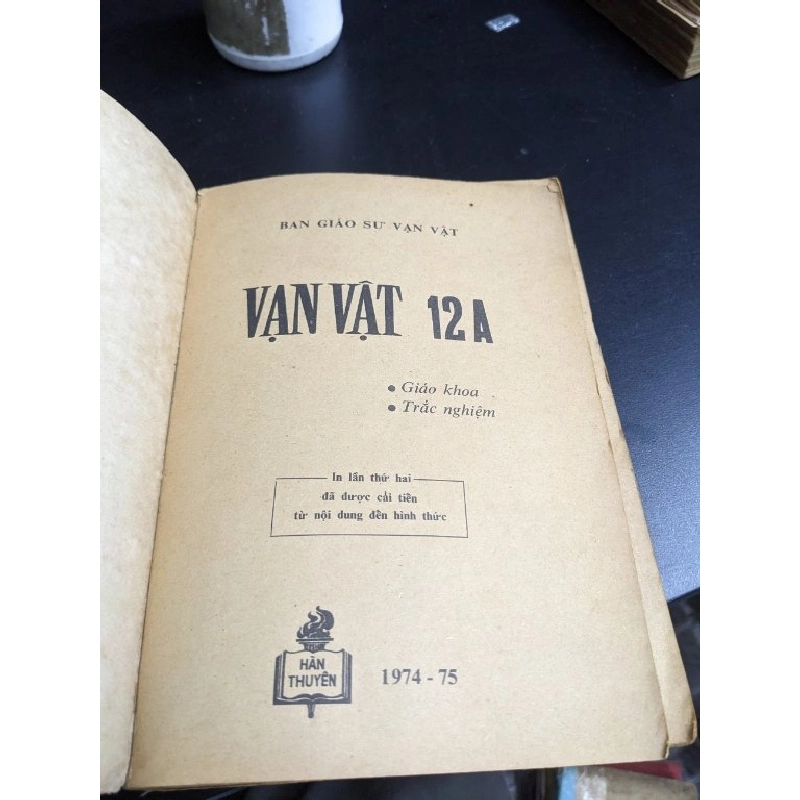 BAN GIÁO SƯ VẠN VẬT
VẠN VẬT 12A
• Giáo khoa
• Trắc nghiệm
In lần thứ hai
đã được cải tiến
từ nội dung đến hình thức
HÀN
THUYÊN
1974 - 75